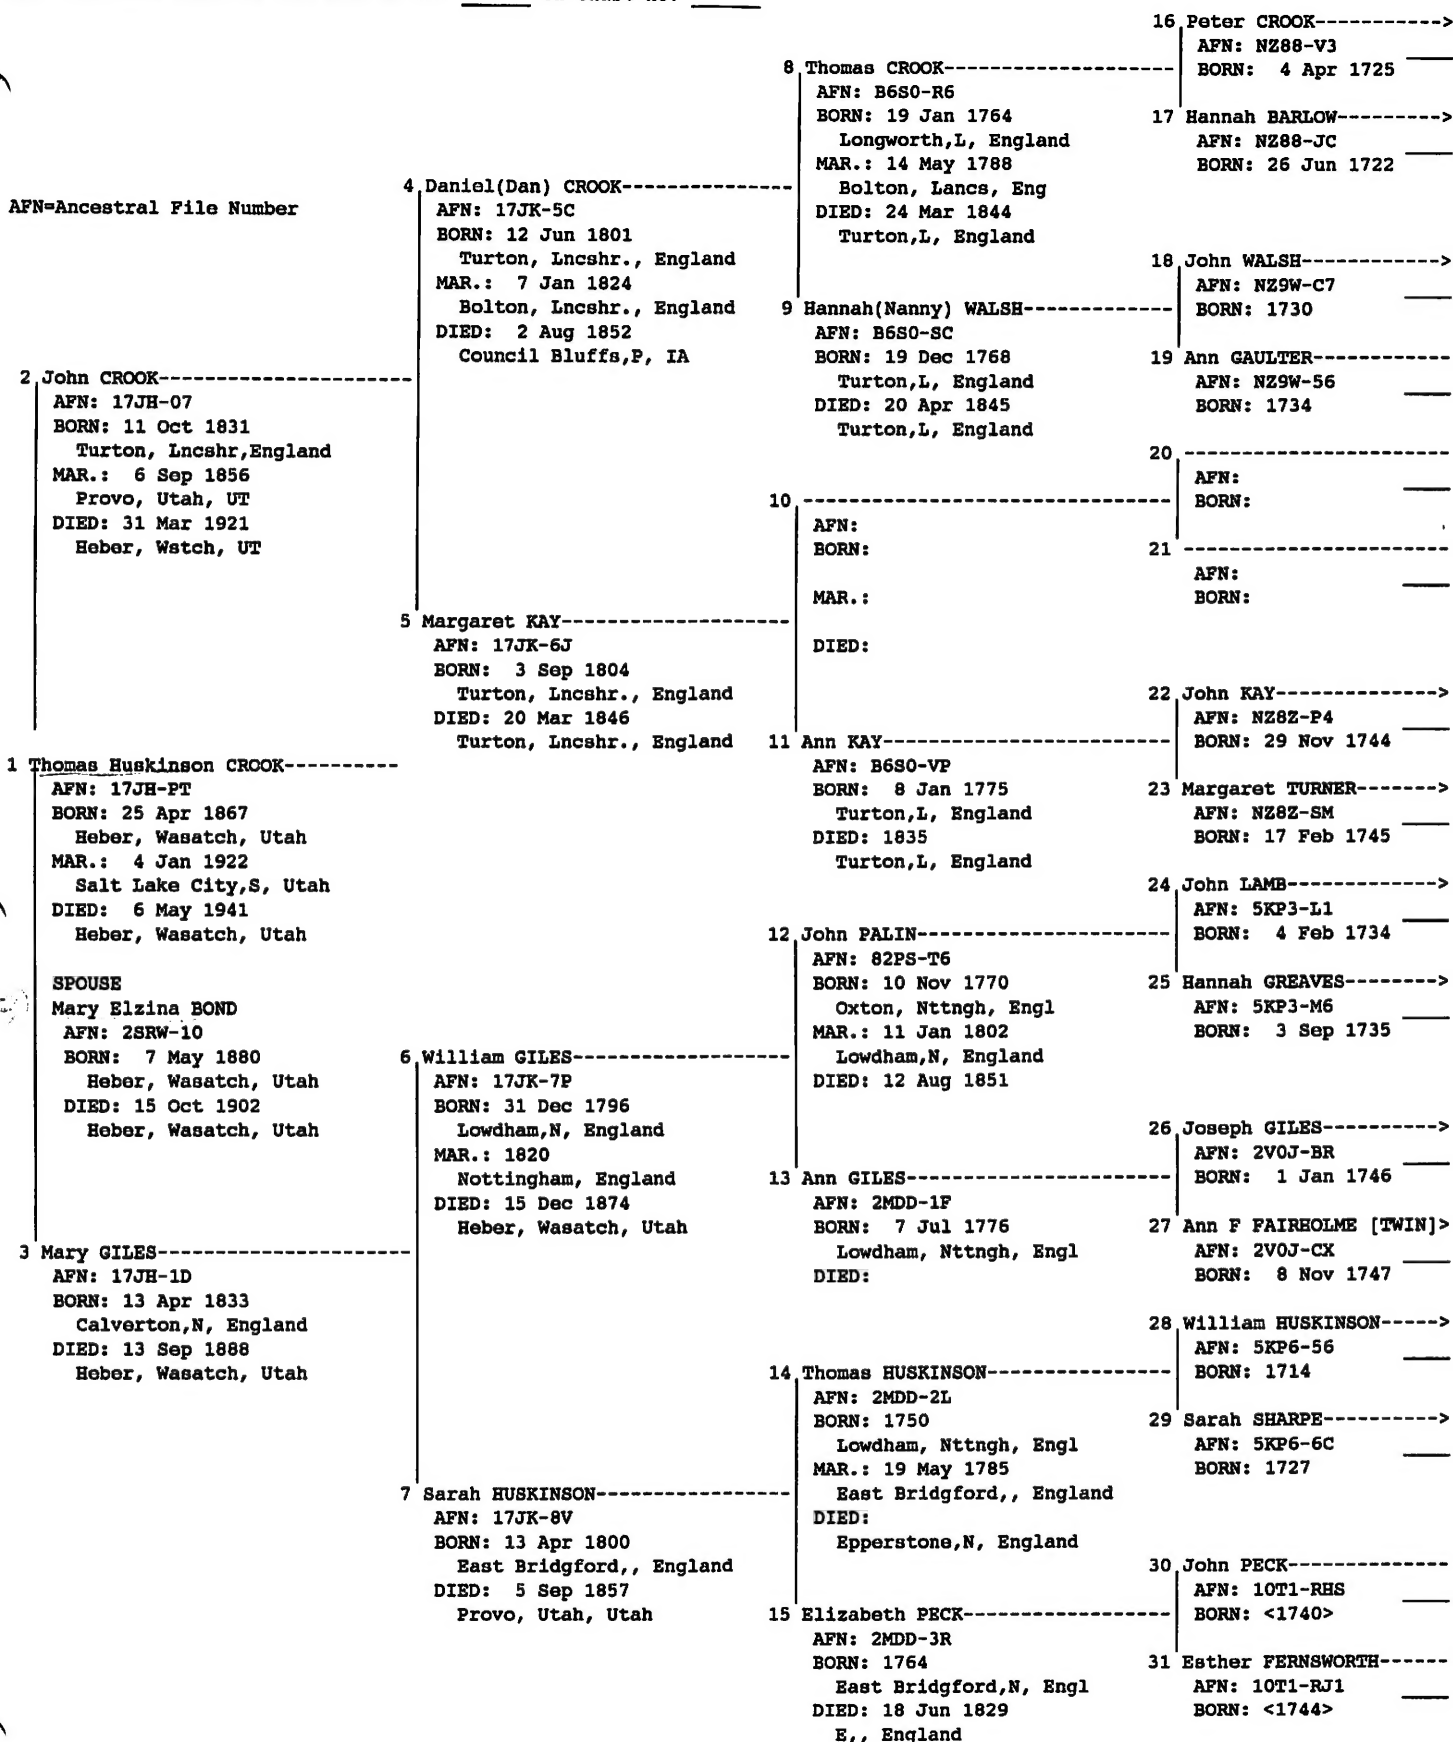 AFN=Ancestral File Number
1 Thomas Huskinson CROOK----------
AFN: 17JH-PT
BORN: 25 Apr 1867
Heber, Wasatch, Utah
MAR.: 4 Jan 1922
Salt Lake City,S, Utah
DIED: 6 May 1941
Heber, Wasatch, Utah
SPOUSE
Mary Elzina BOND
AFN: 2SRW-10
BORN: 7 May 1880
Heber, Wasatch, Utah
DIED: 15 Oct 1902
Heber, Wasatch, Utah
2 John CROOK-----------------------
AFN: 17JH-07
BORN: 11 Oct 1831
Turton, Lncshr,England
MAR.: 6 Sep 1856
Provo, Utah, UT
DIED: 31 Mar 1921
Heber, Wstch, UT
3 Mary GILES-----------------------
AFN: 17JH-1D
BORN: 13 Apr 1833
Calverton,N, England
DIED: 13 Sep 1888
Heber, Wasatch, Utah
4 Daniel(Dan) CROOK---------------
AFN: 17JK-5C
BORN: 12 Jun 1801
Turton, Lncshr., England
MAR.: 7 Jan 1824
Bolton, Lncshr., England
DIED: 2 Aug 1852
Council Bluffs,P, IA
5 Margaret KAY--------------------
AFN: 17JK-6J
BORN: 3 Sep 1804
Turton, Lncshr., England
DIED: 20 Mar 1846
Turton, Lncshr., England
6 William GILES-------------------
AFN: 17JK-7P
BORN: 31 Dec 1796
Lowdham,N, England
MAR.: 1820
Nottingham, England
DIED: 15 Dec 1874
Heber, Wasatch, Utah
7 Sarah HUSKINSON-----------------
AFN: 17JK-8V
BORN: 13 Apr 1800
East Bridgford,, England
DIED: 5 Sep 1857
Provo, Utah, Utah
8 Thomas CROOK--------------------
AFN: B6S0-R6
BORN: 19 Jan 1764
Longworth,L, England
MAR.: 14 May 1788
Bolton, Lancs, Eng
DIED: 24 Mar 1844
Turton,L, England
9 Hannah(Nanny) WALSH-------------
AFN: B6S0-SC
BORN: 19 Dec 1768
Turton,L, England
DIED: 20 Apr 1845
Turton,L, England
10 --------------------------------
AFN:
BORN:
MAR.:
DIED:
11 Ann KAY-------------------------
AFN: B6S0-VP
BORN: 8 Jan 1775
Turton,L, England
DIED: 1835
Turton,L, England
12 John PALIN----------------------
AFN: 82PS-T6
BORN: 10 Nov 1770
Oxton, Nttngh, Engl
MAR.: 11 Jan 1802
Lowdham,N, England
DIED: 12 Aug 1851
13 Ann GILES-----------------------
AFN: 2MDD-1F
BORN: 7 Jul 1776
Lowdham, Nttngh, Engl
DIED:
14 Thomas HUSKINSON----------------
AFN: 2MDD-2L
BORN: 1750
Lowdham, Nttngh, Engl
MAR.: 19 May 1785
East Bridgford,, England
DIED:
Epperstone,N, England
15 Elizabeth PECK------------------
AFN: 2MDD-3R
BORN: 1764
East Bridgford,N, Engl
DIED: 18 Jun 1829
E,, England
16 Peter CROOK----------->
AFN: NZ88-V3
BORN: 4 Apr 1725
17 Hannah BARLOW--------->
AFN: NZ88-JC
BORN: 26 Jun 1722
18 John WALSH------------>
AFN: NZ9W-C7
BORN: 1730
19 Ann GAULTER------------
AFN: NZ9W-56
BORN: 1734
20 -----------------------
AFN:
BORN:
21 -----------------------
AFN:
BORN:
22 John KAY-------------->
AFN: NZ8Z-P4
BORN: 29 Nov 1744
23 Margaret TURNER------->
AFN: NZ8Z-SM
BORN: 17 Feb 1745
24 John LAMB------------->
AFN: 5KP3-L1
BORN: 4 Feb 1734
25 Hannah GREAVES-------->
AFN: 5KP3-M6
BORN: 3 Sep 1735
26 Joseph GILES---------->
AFN: 2V0J-BR
BORN: 1 Jan 1746
27 Ann F FAIRHOLME [TWIN]>
AFN: 2V0J-CX
BORN: 8 Nov 1747
28 William HUSKINSON----->
AFN: 5KP6-56
BORN: 1714
29 Sarah SHARPE---------->
AFN: 5KP6-6C
BORN: 1727
30 John PECK--------------
AFN: 10T1-RHS
BORN: <1740>
31 Esther FERNSWORTH------
AFN: 10T1-RJ1
BORN: <1744>